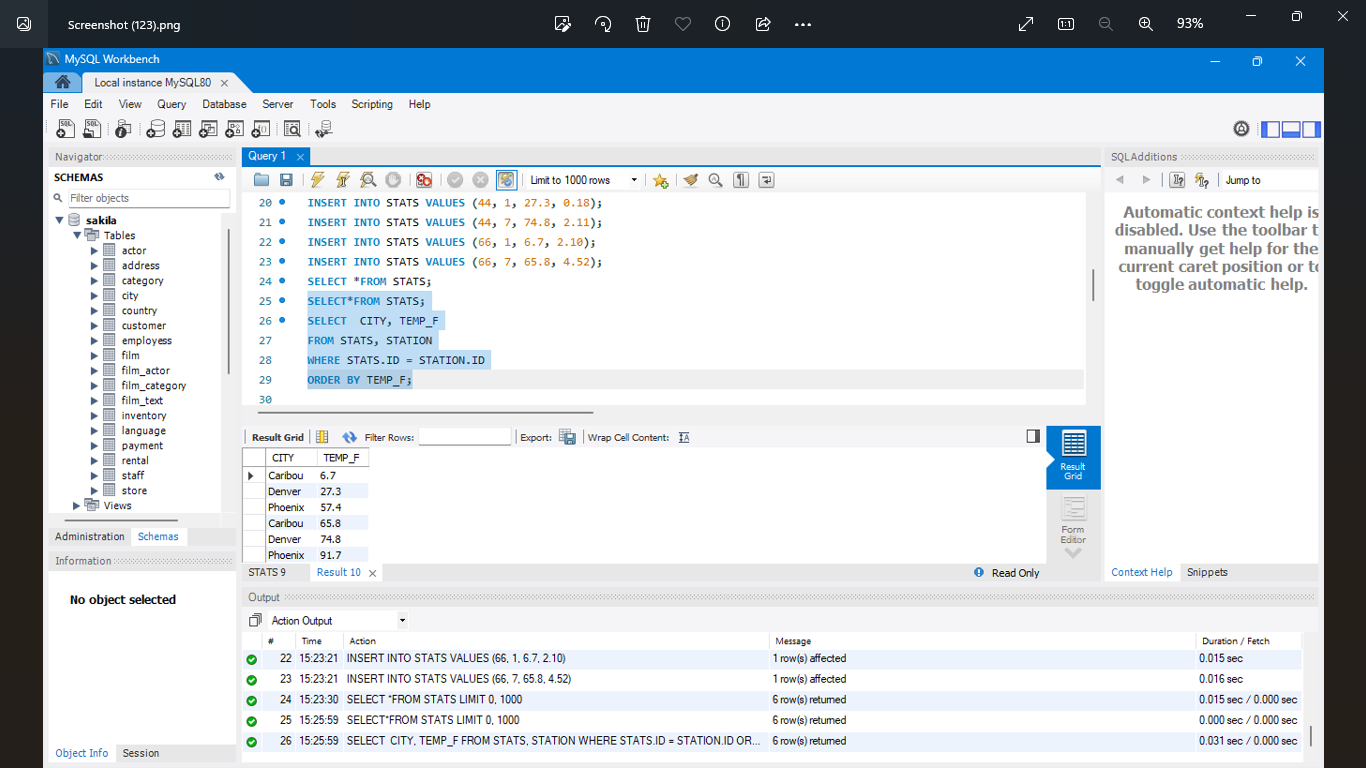 Screenshot (123).png
93%
MySQL Workbench
Local instance MySQL80
File Edit View Query Database Server Tools Scripting Help
Navigator
SCHEMAS
Filter objects
sakila
Tables
actor
address
category
city
country
customer
employess
film
film_actor
film_category
film_text
inventory
language
payment
rental
staff
store
Views
Administration Schemas
Information
No object selected
Object Info Session
Query 1
Limit to 1000 rows
20 INSERT INTO STATS VALUES (44, 1, 27.3, 0.18);
21 INSERT INTO STATS VALUES (44, 7, 74.8, 2.11);
22 INSERT INTO STATS VALUES (66, 1, 6.7, 2.10);
23 INSERT INTO STATS VALUES (66, 7, 65.8, 4.52);
24 SELECT *FROM STATS;
25 SELECT*FROM STATS;
26 SELECT CITY, TEMP_F
27 FROM STATS, STATION
28 WHERE STATS.ID = STATION.ID
29 ORDER BY TEMP_F;
30
Result Grid Filter Rows: Export: Wrap Cell Content:
CITY TEMP_F
Caribou 6.7
Denver 27.3
Phoenix 57.4
Caribou 65.8
Denver 74.8
Phoenix 91.7
Result Grid
Form Editor
STATS 9 Result 10 Read Only
SQLAdditions
Jump to
Automatic context help is
disabled. Use the toolbar t
manually get help for the
current caret position or to
toggle automatic help.
Context Help Snippets
Output
Action Output
# Time Action Message Duration / Fetch
22 15:23:21 INSERT INTO STATS VALUES (66, 1, 6.7, 2.10) 1 row(s) affected 0.015 sec
23 15:23:21 INSERT INTO STATS VALUES (66, 7, 65.8, 4.52) 1 row(s) affected 0.016 sec
24 15:23:30 SELECT *FROM STATS LIMIT 0, 1000 6 row(s) returned 0.015 sec / 0.000 sec
25 15:25:59 SELECT*FROM STATS LIMIT 0, 1000 6 row(s) returned 0.000 sec / 0.000 sec
26 15:25:59 SELECT CITY, TEMP_F FROM STATS, STATION WHERE STATS.ID = STATION.ID OR... 6 row(s) returned 0.031 sec / 0.000 sec